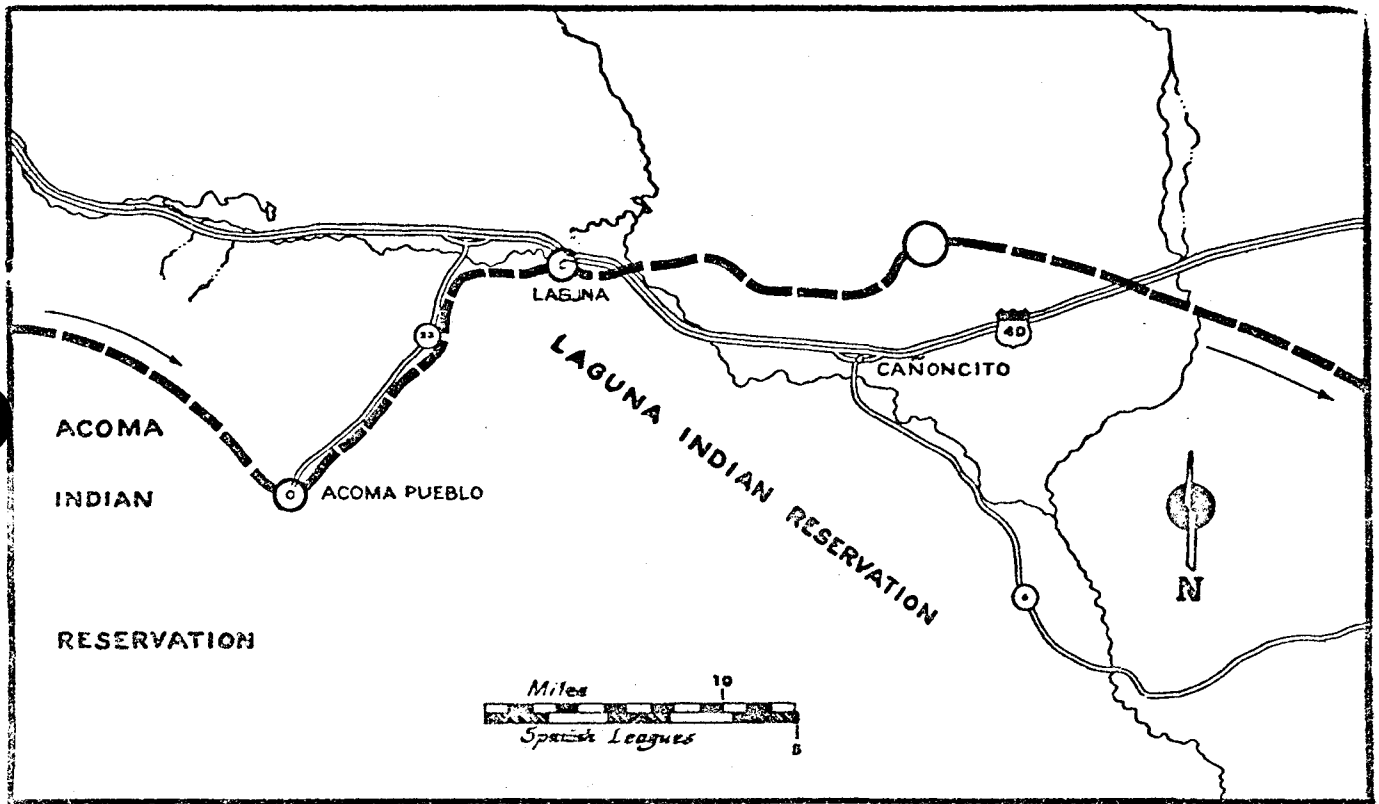 LAGUNA
23
40
CAÑONCITO
LAGUNA INDIAN RESERVATION
ACOMA
INDIAN
RESERVATION
ACOMA PUEBLO
N
Miles
10
Spanish Leagues
5